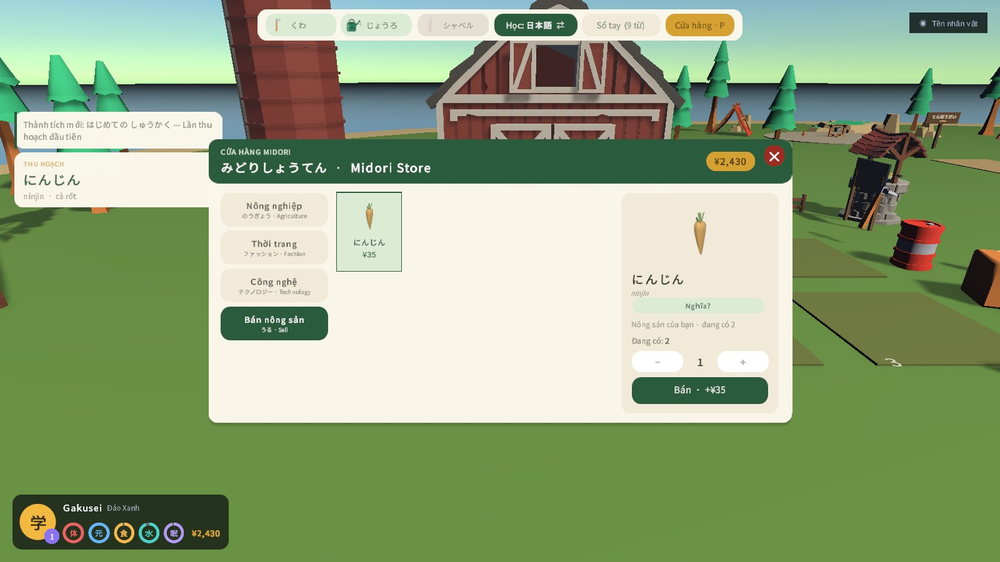 くわ
じょうろ
シャベル
Học: 日本語 ⇄
Sổ tay (9 từ)
Cửa hàng · P
◉ Tên nhân vật
てんぼうだい
Thành tích mới: はじめての しゅうかく — Lần thu
hoạch đầu tiên
THU HOẠCH
にんじん
ninjin · cà rốt
CỬA HÀNG MIDORI
みどりしょうてん · Midori Store
¥2,430
Nông nghiệp
のうぎょう · Agriculture
Thời trang
ファッション · Fashion
Công nghệ
テクノロジー · Technology
Bán nông sản
うる · Sell
にんじん
¥35
にんじん
ninjin
Nghĩa?
Nông sản của bạn · đang có 2
Đang có: 2
− 1 +
Bán · +¥35
3
学
1
Gakusei Đảo Xanh
体 元 食 水 眠 ¥2,430